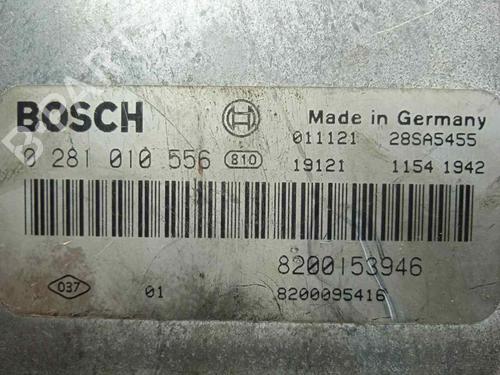 BOSCH
Made in Germany
0 281 010 556 810
011121 28SA5455
19121 1154 1942
8200153946
037 01 8200095416